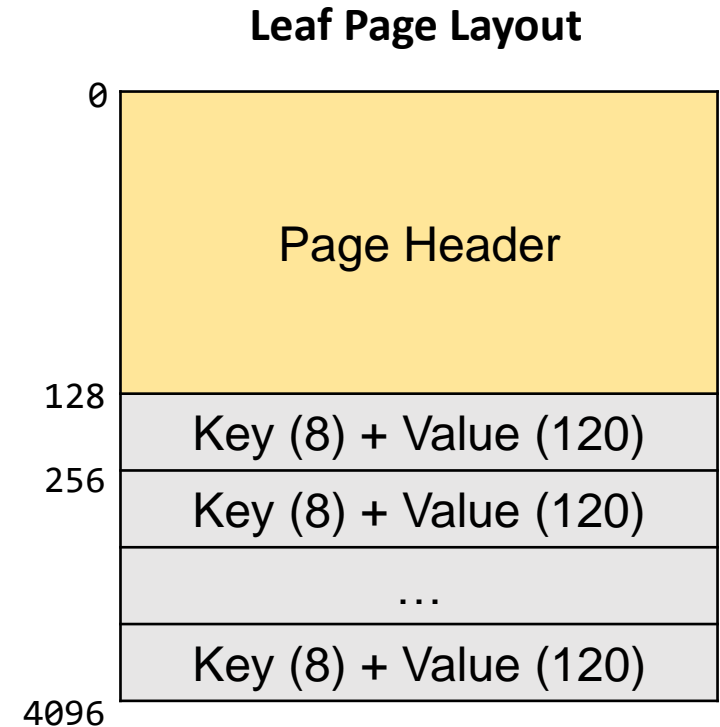 Leaf Page Layout
0
Page Header
128
Key (8) + Value (120)
256
Key (8) + Value (120)
…
Key (8) + Value (120)
4096